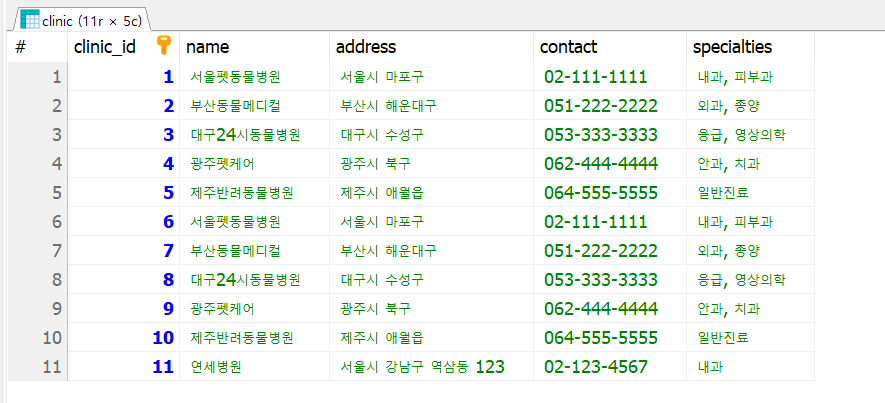 clinic (11r × 5c)
# clinic_id name address contact specialties
1 1 서울펫동물병원 서울시 마포구 02-111-1111 내과, 피부과
2 2 부산동물메디컬 부산시 해운대구 051-222-2222 외과, 종양
3 3 대구24시동물병원 대구시 수성구 053-333-3333 응급, 영상의학
4 4 광주펫케어 광주시 북구 062-444-4444 안과, 치과
5 5 제주반려동물병원 제주시 애월읍 064-555-5555 일반진료
6 6 서울펫동물병원 서울시 마포구 02-111-1111 내과, 피부과
7 7 부산동물메디컬 부산시 해운대구 051-222-2222 외과, 종양
8 8 대구24시동물병원 대구시 수성구 053-333-3333 응급, 영상의학
9 9 광주펫케어 광주시 북구 062-444-4444 안과, 치과
10 10 제주반려동물병원 제주시 애월읍 064-555-5555 일반진료
11 11 연세병원 서울시 강남구 역삼동 123 02-123-4567 내과